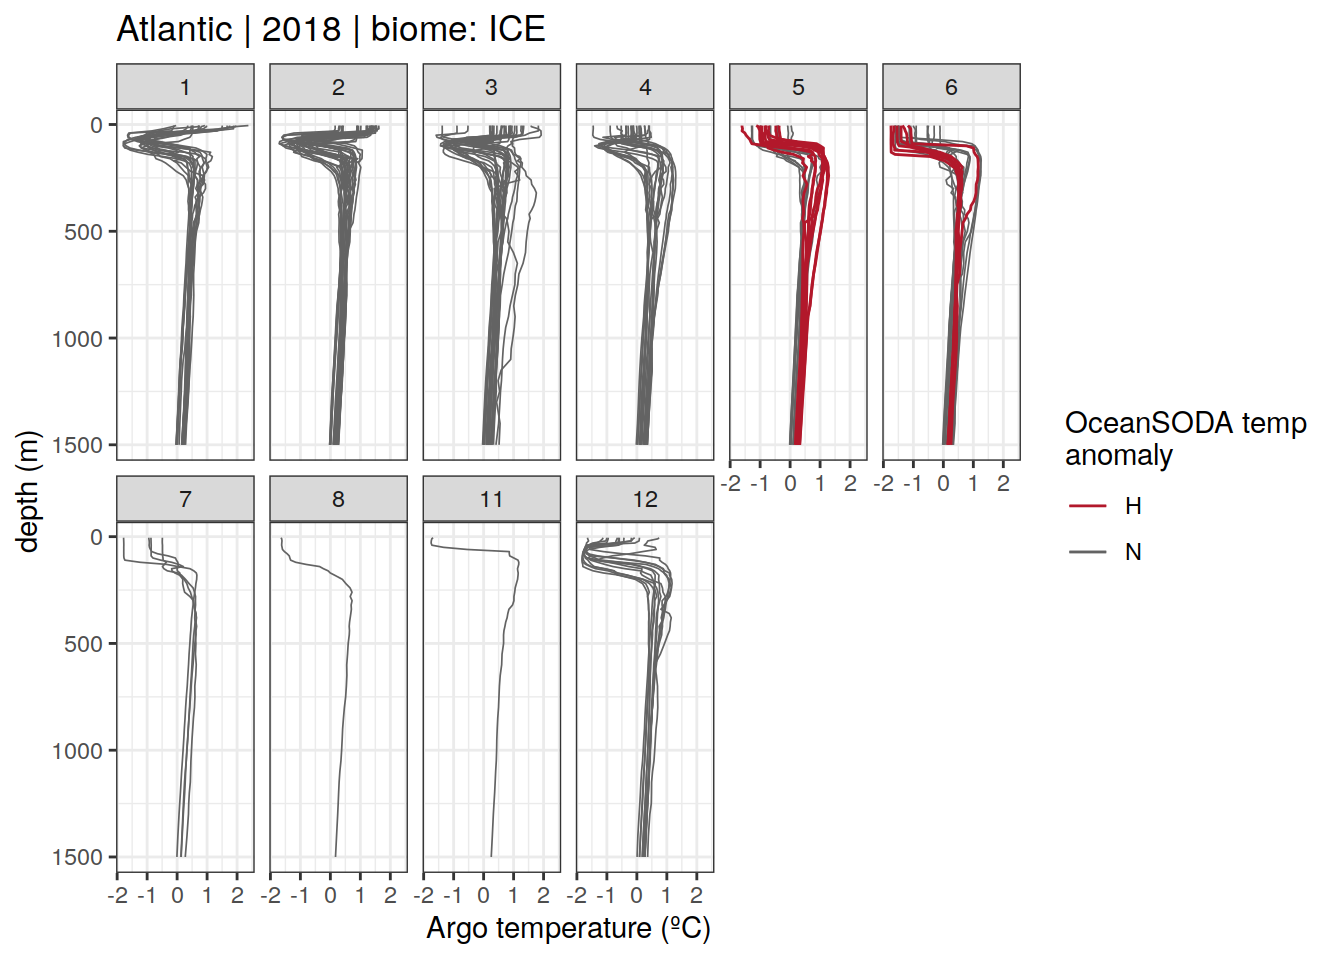 Atlantic | 2018 | biome: ICE
1 2 3 4 5 6
0
500
1000
1500
-2 -1 0 1 2 -2 -1 0 1 2
7 8 11 12
0
500
1000
1500
-2 -1 0 1 2 -2 -1 0 1 2 -2 -1 0 1 2 -2 -1 0 1 2
Argo temperature (ºC)
depth (m)
OceanSODA temp
anomaly
H
N